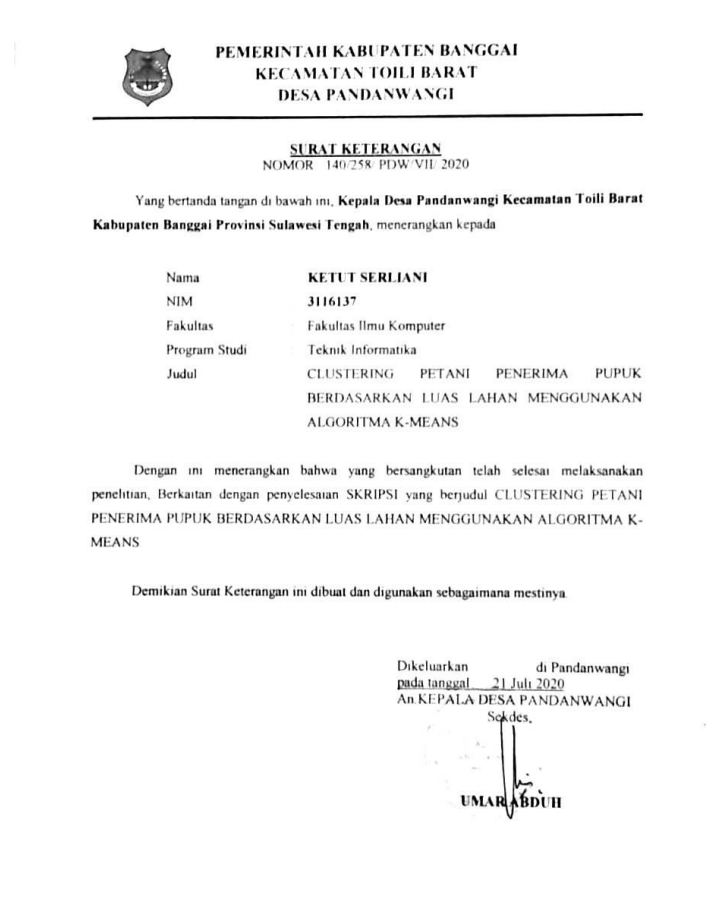 PEMERINTAH KABUPATEN BANGGAI
KECAMATAN TOILI BARAT
DESA PANDANWANGI
SURAT KETERANGAN
NOMOR 140/258/ PDW/VII/ 2020
Yang bertanda tangan di bawah ini, Kepala Desa Pandanwangi Kecamatan Toili Barat
Kabupaten Banggai Provinsi Sulawesi Tengah, menerangkan kepada
Nama KETUT SERLIANI
NIM 3116137
Fakultas Fakultas Ilmu Komputer
Program Studi Teknik Informatika
Judul CLUSTERING PETANI PENERIMA PUPUK
BERDASARKAN LUAS LAHAN MENGGUNAKAN
ALGORITMA K-MEANS
Dengan ini menerangkan bahwa yang bersangkutan telah selesai melaksanakan
penelitian, Berkaitan dengan penyelesaian SKRIPSI yang berjudul CLUSTERING PETANI
PENERIMA PUPUK BERDASARKAN LUAS LAHAN MENGGUNAKAN ALGORITMA K-
MEANS
Demikian Surat Keterangan ini dibuat dan digunakan sebagaimana mestinya.
Dikeluarkan di Pandanwangi
pada tanggal 21 Juli 2020
An.KEPALA DESA PANDANWANGI
Sekdes,
UMAR ABDUH